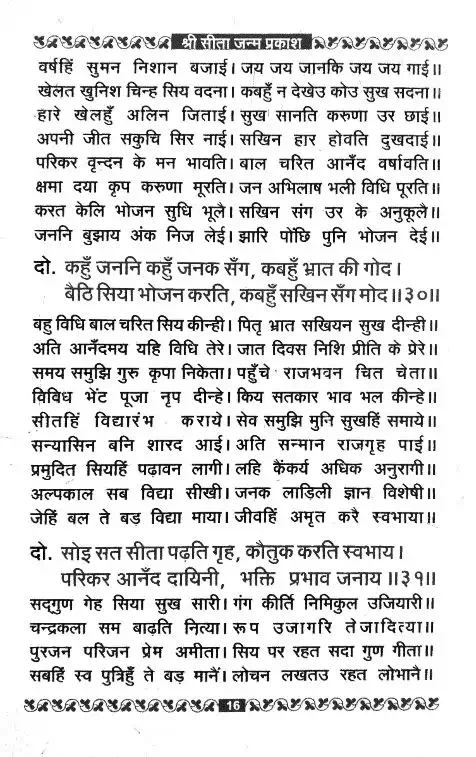 श्री सीता जन्म प्रकाश
वर्षहिं सुमन निशान बजाई। जय जय जानकि जय जय गाई॥
खेलत खुनिश चिन्ह सिय वदना। कबहुँ न देखेउ कोउ सुख सदना॥
हारे खेलहुँ अलिन जिताई। सुख सानति करुणा उर छाई॥
अपनी जीत सकुचि सिर नाई। सखिन हार होवति दुखदाई॥
परिकर वृन्दन के मन भावति। बाल चरित आनँद वर्षावति॥
क्षमा दया कृप करुणा मूरति। जन अभिलाष भली विधि पूरति॥
करत केलि भोजन सुधि भूलै। सखिन संग उर के अनुकूलै॥
जननि बुझाय अंक निज लेई। झारि पोंछि पुनि भोजन देई॥
दो. कहुँ जननि कहुँ जनक सँग, कबहुँ भ्रात की गोद।
बैठि सिया भोजन करति, कबहुँ सखिन सँग मोद॥३०॥
बहु विधि बाल चरित सिय कीन्ही। पितृ भ्रात सखियन सुख दीन्ही॥
अति आनँदमय यहि विधि तेरे। जात दिवस निशि प्रीति के प्रेरे॥
समय समुझि गुरु कृपा निकेता। पहुँचे राजभवन चित चेता॥
विविध भेंट पूजा नृप दीन्हे। किय सतकार भाव भल कीन्हे॥
सीतहिं विद्यारंभ कराये। सेव समुझि मुनि सुखहिं समाये॥
सन्यासिन बनि शारद आई। अति सन्मान राजगृह पाई॥
प्रमुदित सियहिं पढ़ावन लागी। लहि कैंकर्य अधिक अनुरागी॥
अल्पकाल सब विद्या सीखी। जनक लाड़िली ज्ञान विशेषी॥
जेहिं बल ते बड़ विद्या माया। जीवहिं अमृत करै स्वभाया॥
दो. सोइ सत सीता पढ़ति गृह, कौतुक करति स्वभाय।
परिकर आनँद दायिनी, भक्ति प्रभाव जनाय॥३१॥
सद्गुण गेह सिया सुख सारी। गंग कीर्ति निमिकुल उजियारी॥
चन्द्रकला सम बाढ़ति नित्या। रूप उजागरि तेजादित्या॥
पुरजन परिजन प्रेम अमीता। सिय पर रहत सदा गुण गीता॥
सबहिं स्व पुत्रिहुँ ते बड़ मानैं। लोचन लखतउ रहत लोभानै॥
16